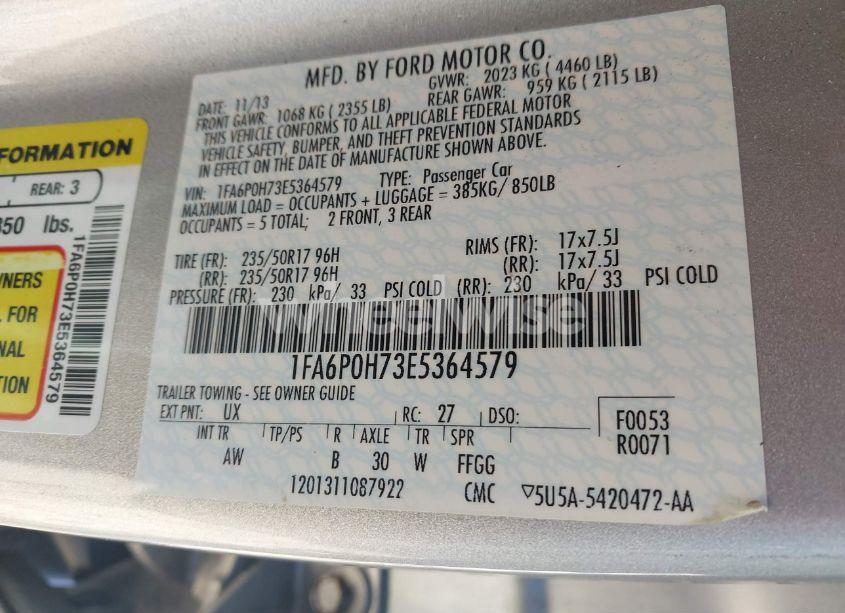 MFD. BY FORD MOTOR CO.
DATE: 11/13 GVWR: 2023 KG ( 4460 LB)
FRONT GAWR: 1068 KG ( 2355 LB) REAR GAWR: 959 KG ( 2115 LB)
THIS VEHICLE CONFORMS TO ALL APPLICABLE FEDERAL MOTOR
VEHICLE SAFETY, BUMPER, AND THEFT PREVENTION STANDARDS
IN EFFECT ON THE DATE OF MANUFACTURE SHOWN ABOVE.
VIN: 1FA6P0H73E5364579 TYPE: Passenger Car
MAXIMUM LOAD = OCCUPANTS + LUGGAGE = 385KG/ 850LB
OCCUPANTS = 5 TOTAL; 2 FRONT, 3 REAR
TIRE (FR): 235/50R17 96H RIMS (FR): 17x7.5J
(RR): 235/50R17 96H (RR): 17x7.5J
PRESSURE (FR): 230 kPa/ 33 PSI COLD (RR): 230 kPa/ 33 PSI COLD
wheelwise
1FA6P0H73E5364579
TRAILER TOWING - SEE OWNER GUIDE
EXT PNT: UX RC: 27 DSO: F0053
INT TR TP/PS R AXLE TR SPR R0071
AW B 30 W FFGG
1201311087922 CMC ▽5U5A-5420472-AA
FORMATION
REAR: 3
850 lbs.
WNERS
FOR
NAL
TION
1FA6P0H73E5364579